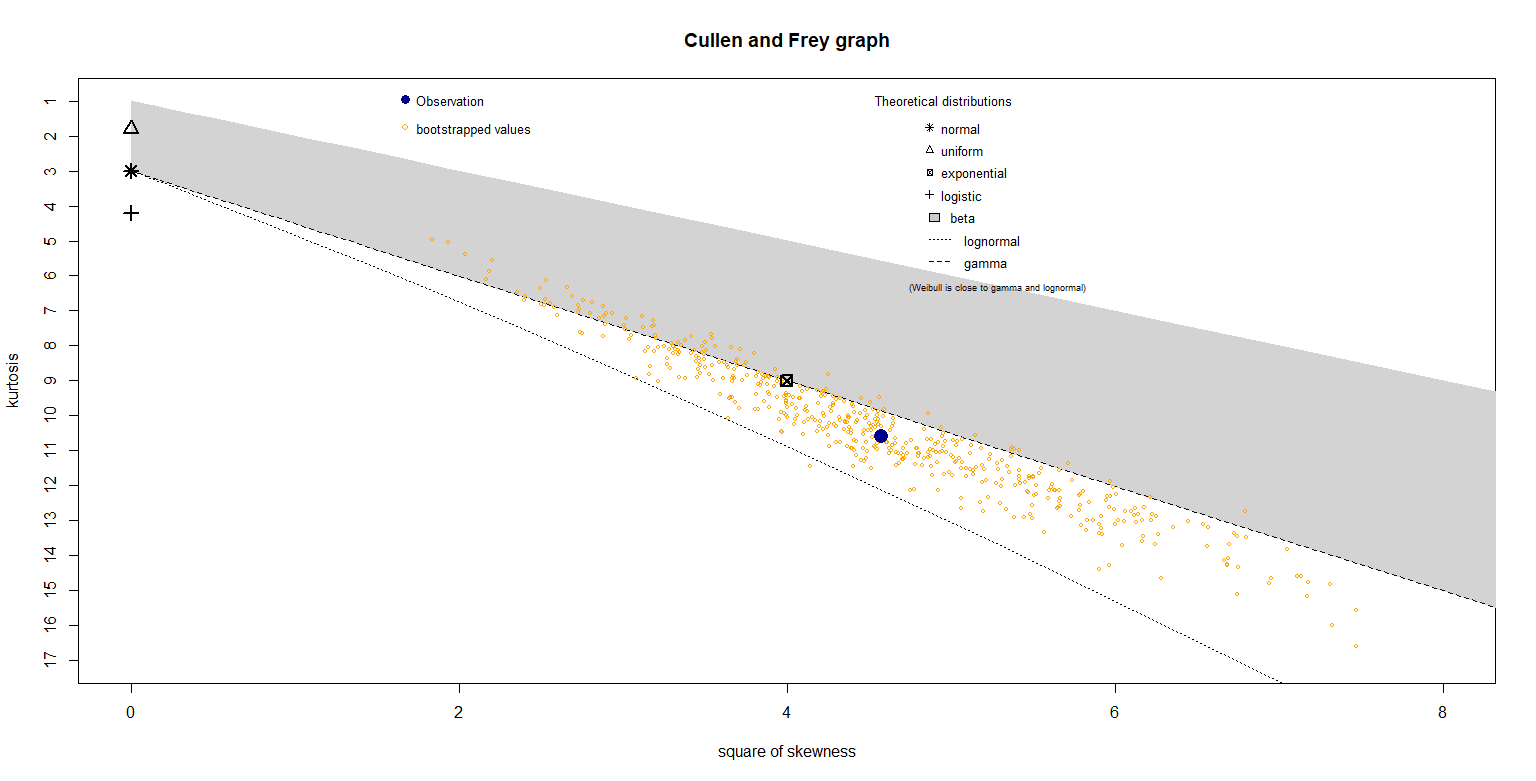 Cullen and Frey graph
Observation
bootstrapped values
Theoretical distributions
normal
uniform
exponential
logistic
beta
lognormal
gamma
(Weibull is close to gamma and lognormal)
kurtosis
1
2
3
4
5
6
7
8
9
10
11
12
13
14
15
16
17
0 2 4 6 8
square of skewness